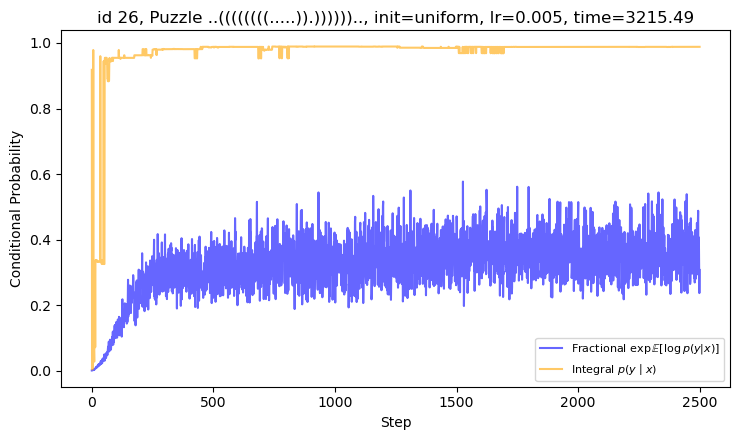 id 26, Puzzle ..((((((((.....)).))))))..., init=uniform, lr=0.005, time=3215.49
Conditional Probability
1.0
0.8
0.6
0.4
0.2
0.0
Fractional exp𝔼[log p(y|x)]
Integral p(y | x)
0 500 1000 1500 2000 2500
Step